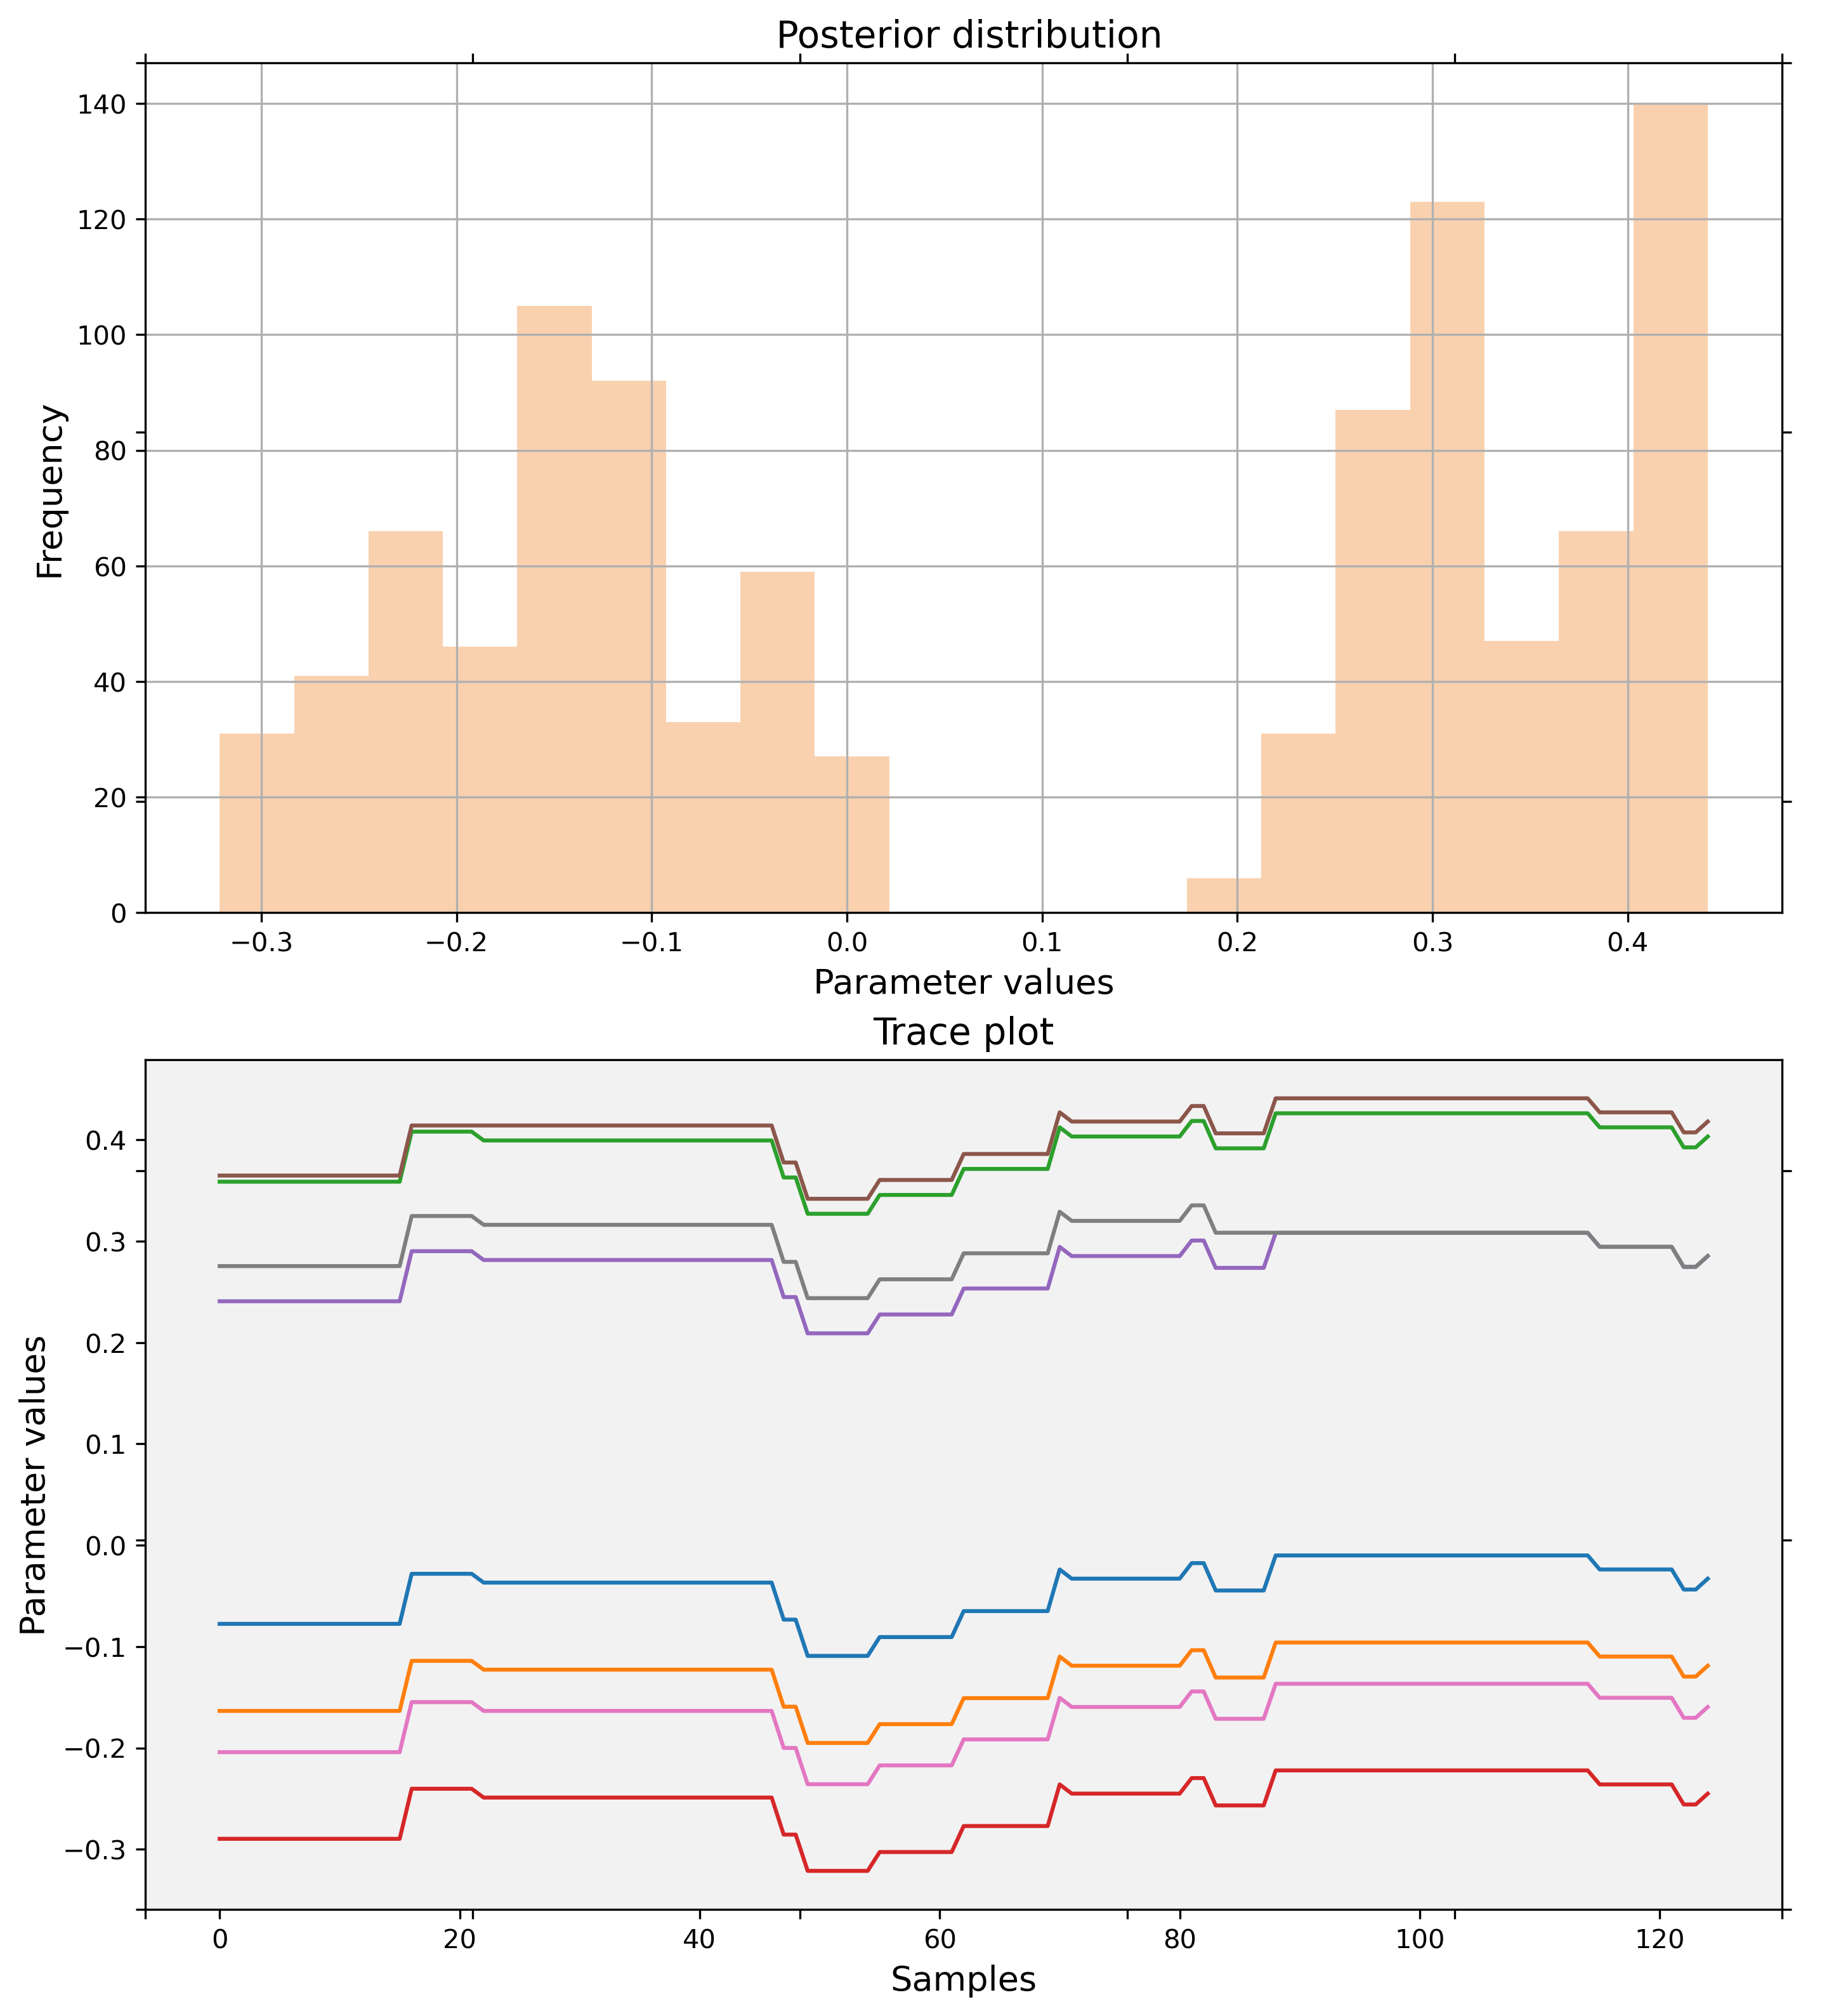 Posterior distribution
140
120
100
80
60
40
20
0
Frequency
−0.3 −0.2 −0.1 0.0 0.1 0.2 0.3 0.4
Parameter values
Trace plot
0.4
0.3
0.2
0.1
0.0
−0.1
−0.2
−0.3
Parameter values
0 20 40 60 80 100 120
Samples